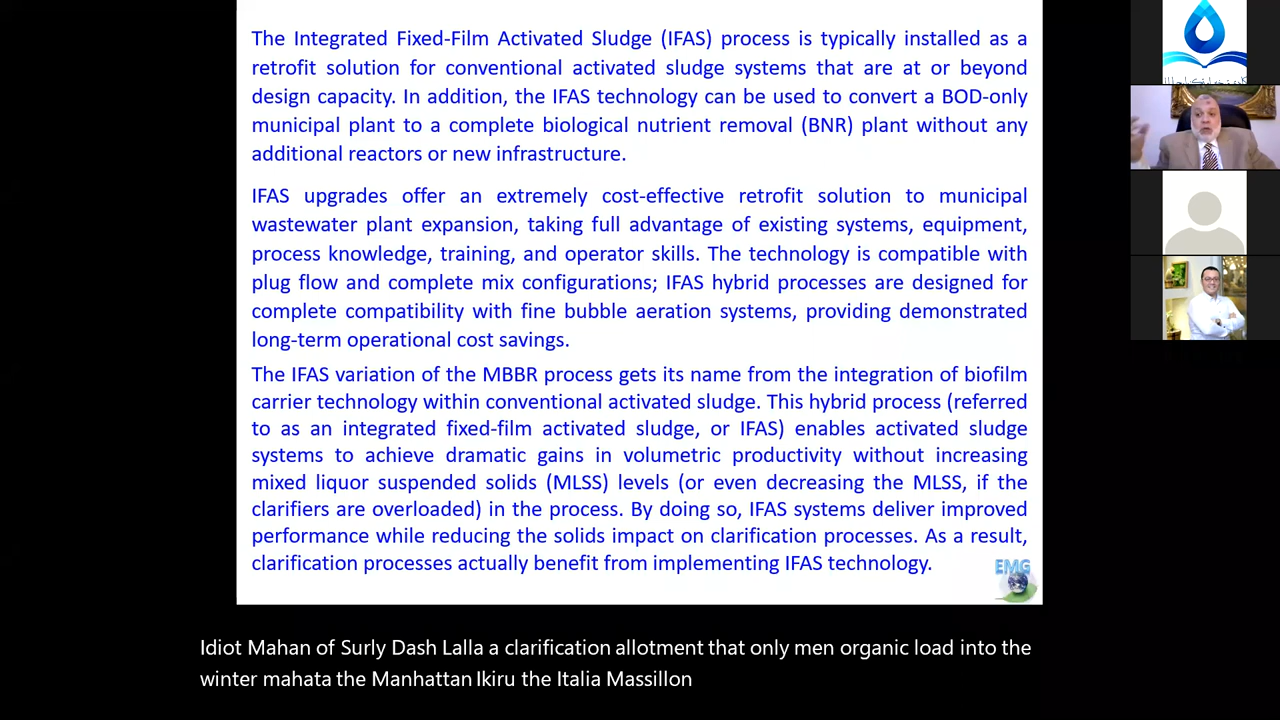 The Integrated Fixed-Film Activated Sludge (IFAS) process is typically installed as a
retrofit solution for conventional activated sludge systems that are at or beyond
design capacity. In addition, the IFAS technology can be used to convert a BOD-only
municipal plant to a complete biological nutrient removal (BNR) plant without any
additional reactors or new infrastructure.
IFAS upgrades offer an extremely cost-effective retrofit solution to municipal
wastewater plant expansion, taking full advantage of existing systems, equipment,
process knowledge, training, and operator skills. The technology is compatible with
plug flow and complete mix configurations; IFAS hybrid processes are designed for
complete compatibility with fine bubble aeration systems, providing demonstrated
long-term operational cost savings.
The IFAS variation of the MBBR process gets its name from the integration of biofilm
carrier technology within conventional activated sludge. This hybrid process (referred
to as an integrated fixed-film activated sludge, or IFAS) enables activated sludge
systems to achieve dramatic gains in volumetric productivity without increasing
mixed liquor suspended solids (MLSS) levels (or even decreasing the MLSS, if the
clarifiers are overloaded) in the process. By doing so, IFAS systems deliver improved
performance while reducing the solids impact on clarification processes. As a result,
clarification processes actually benefit from implementing IFAS technology.
EMG
Idiot Mahan of Surly Dash Lalla a clarification allotment that only men organic load into the
winter mahata the Manhattan Ikiru the Italia Massillon